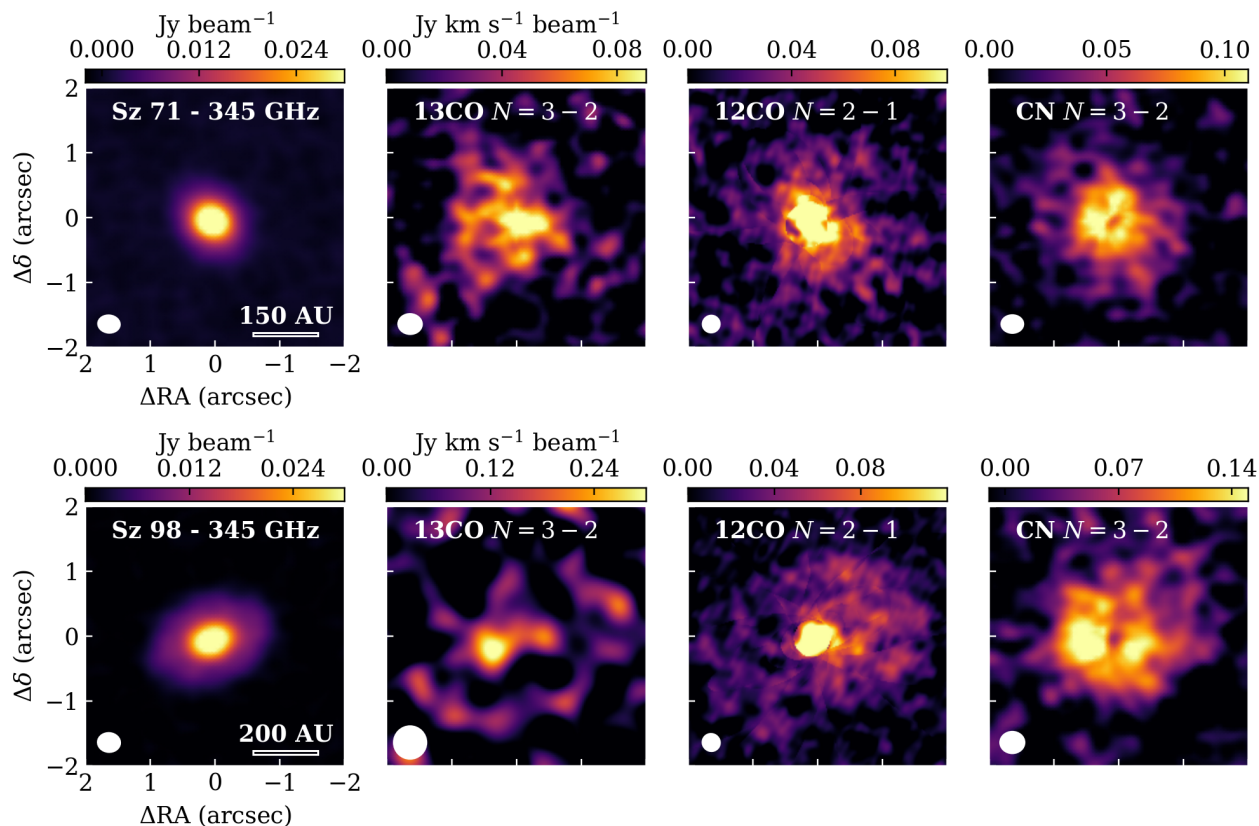 Jy beam⁻¹
Jy km s⁻¹ beam⁻¹
0.000 0.012 0.024
0.00 0.04 0.08
0.04 0.08
0.00 0.05 0.10
Sz 71 - 345 GHz
13CO N = 3 − 2
12CO N = 2 − 1
CN N = 3 − 2
2
1
0
−1
−2
Δδ (arcsec)
150 AU
2 1 0 −1 −2
ΔRA (arcsec)
Jy beam⁻¹
Jy km s⁻¹ beam⁻¹
0.000 0.012 0.024
0.00 0.12 0.24
0.04 0.08
0.00 0.07 0.14
Sz 98 - 345 GHz
13CO N = 3 − 2
12CO N = 2 − 1
CN N = 3 − 2
2
1
0
−1
−2
Δδ (arcsec)
200 AU
2 1 0 −1 −2
ΔRA (arcsec)